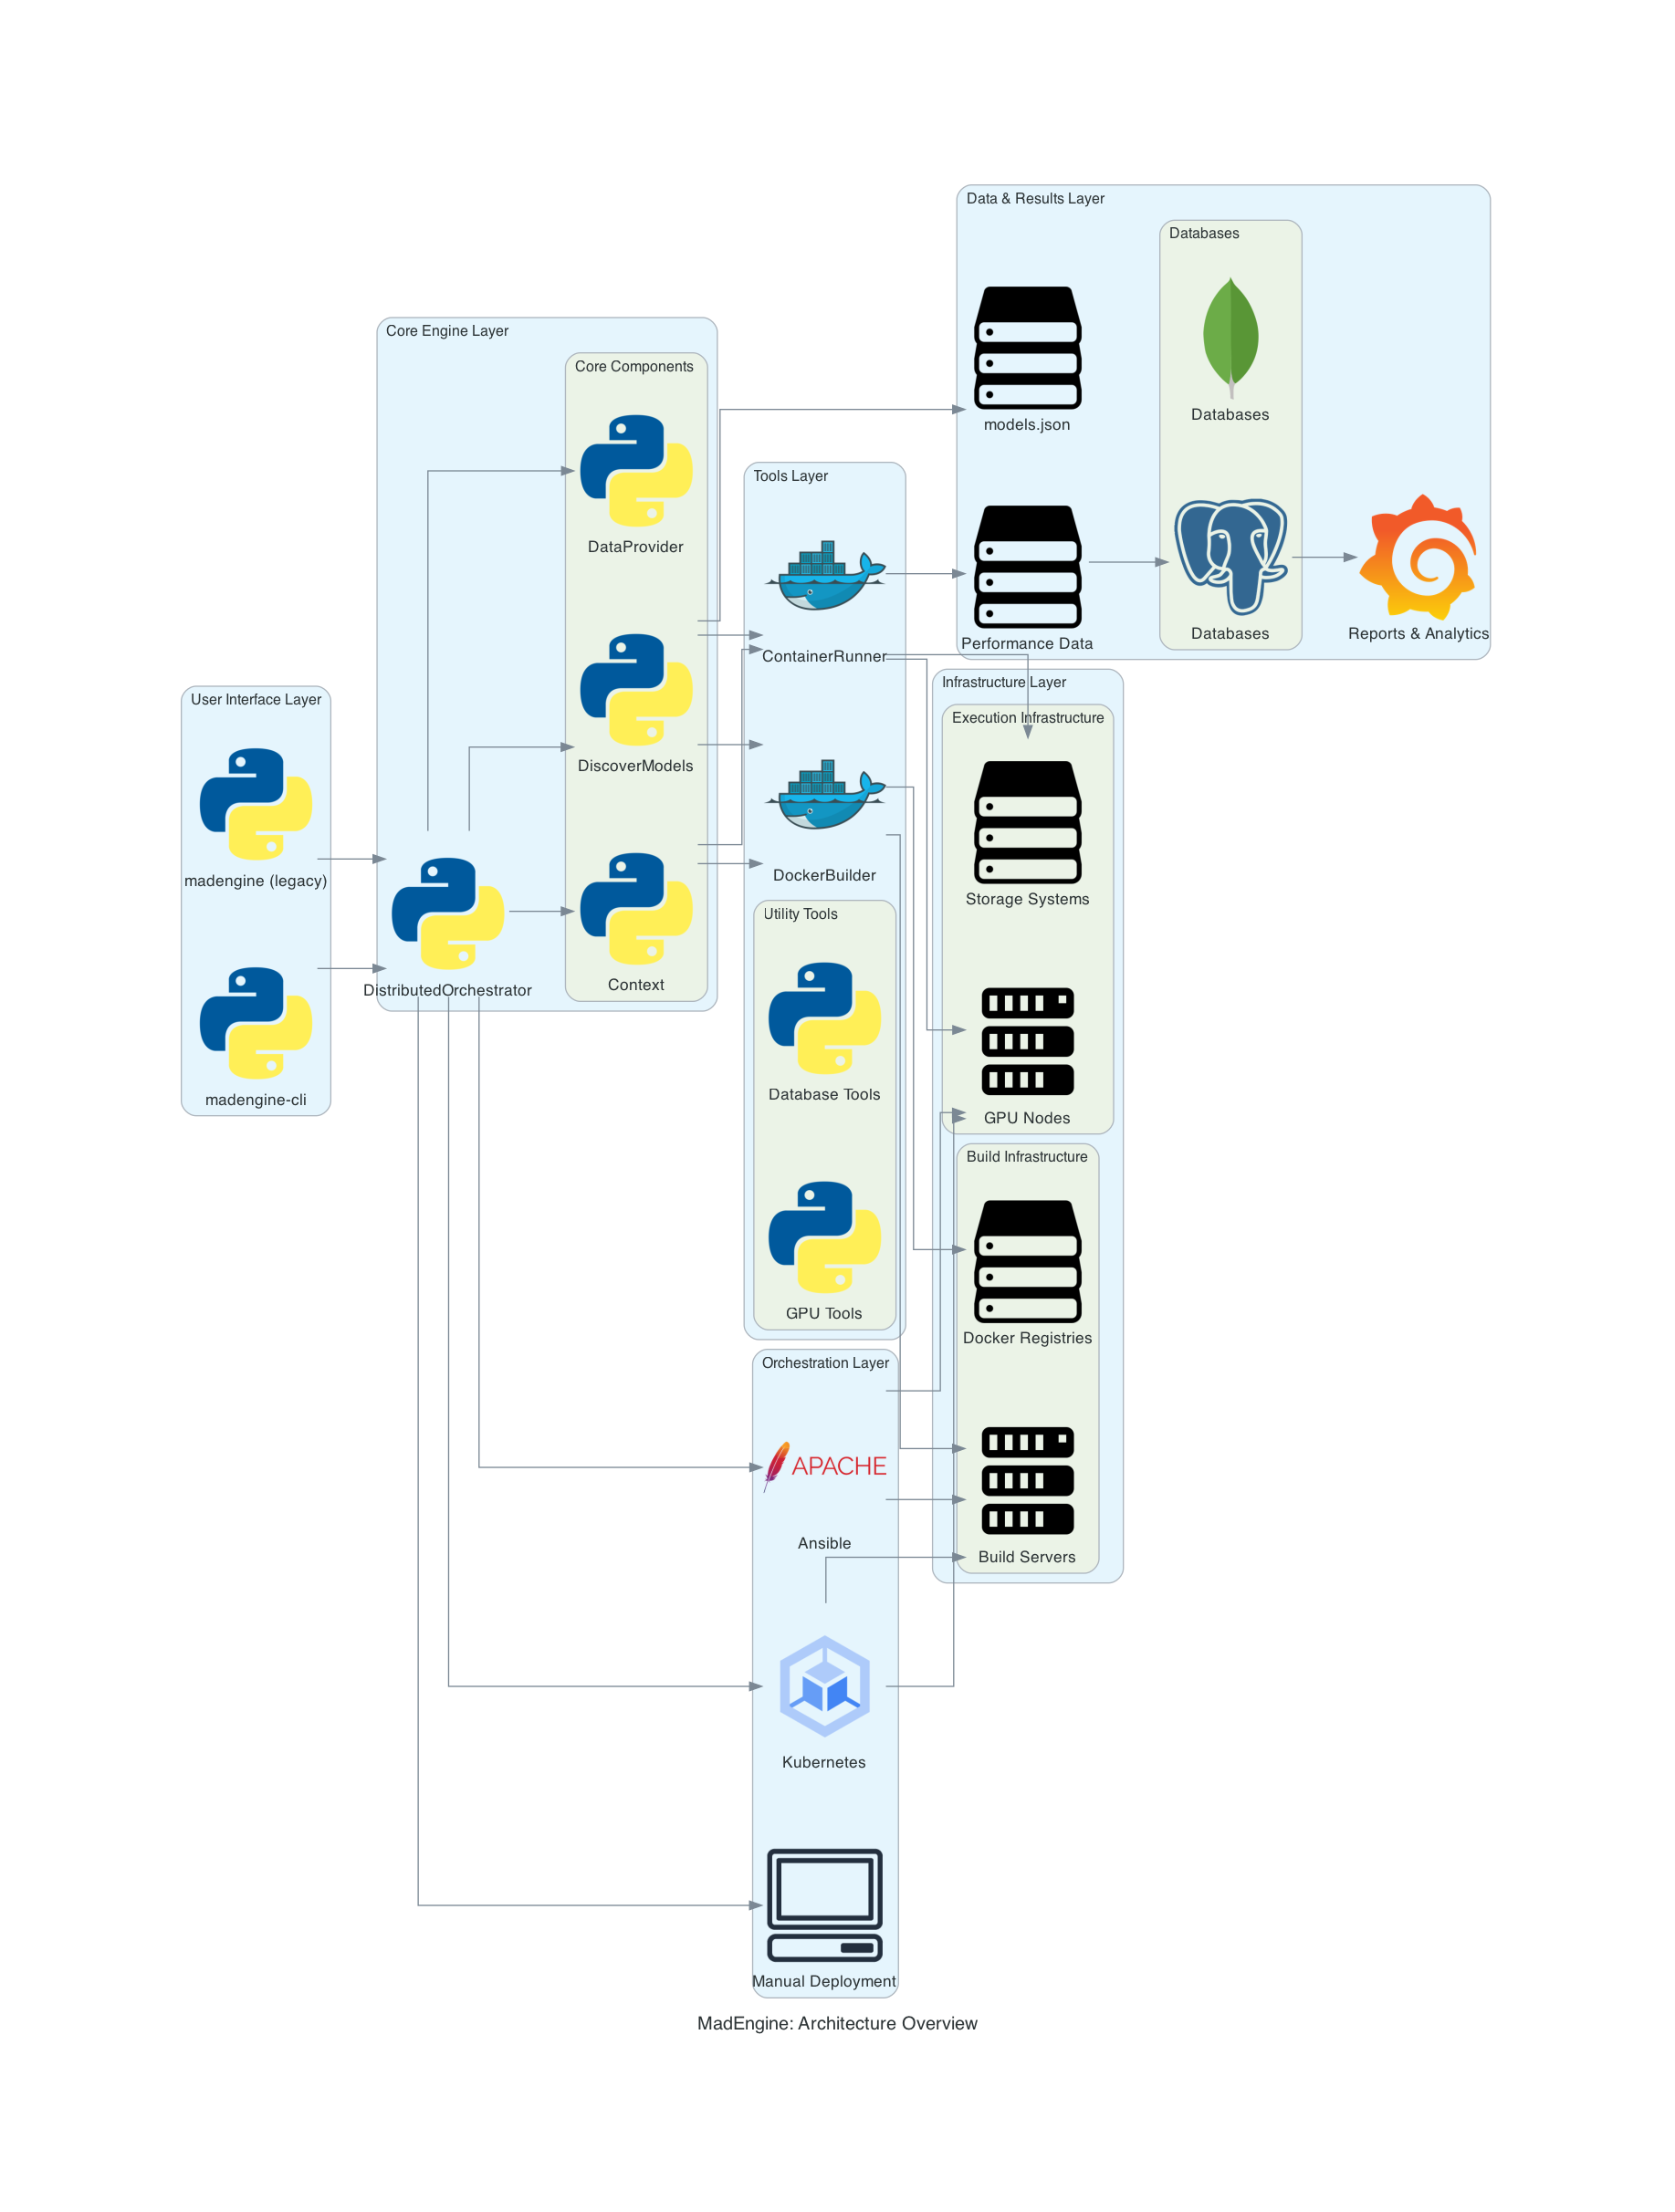 Data & Results Layer
Databases
models.json
Databases
Performance Data
Databases
Reports & Analytics
Core Engine Layer
Core Components
DataProvider
DiscoverModels
Context
DistributedOrchestrator
Tools Layer
ContainerRunner
DockerBuilder
Utility Tools
Database Tools
GPU Tools
User Interface Layer
madengine (legacy)
madengine-cli
Infrastructure Layer
Execution Infrastructure
Storage Systems
GPU Nodes
Build Infrastructure
Docker Registries
Build Servers
Orchestration Layer
APACHE
Ansible
Kubernetes
Manual Deployment
MadEngine: Architecture Overview